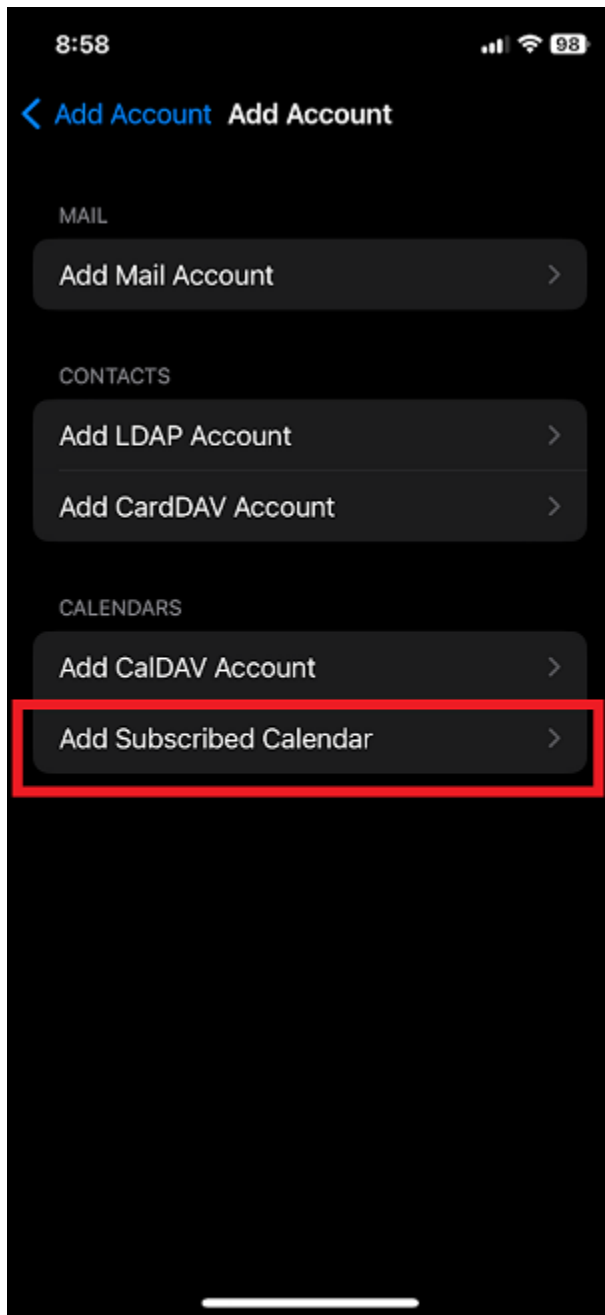 8:58 98
Add Account Add Account
MAIL
Add Mail Account
CONTACTS
Add LDAP Account
Add CardDAV Account
CALENDARS
Add CalDAV Account
Add Subscribed Calendar